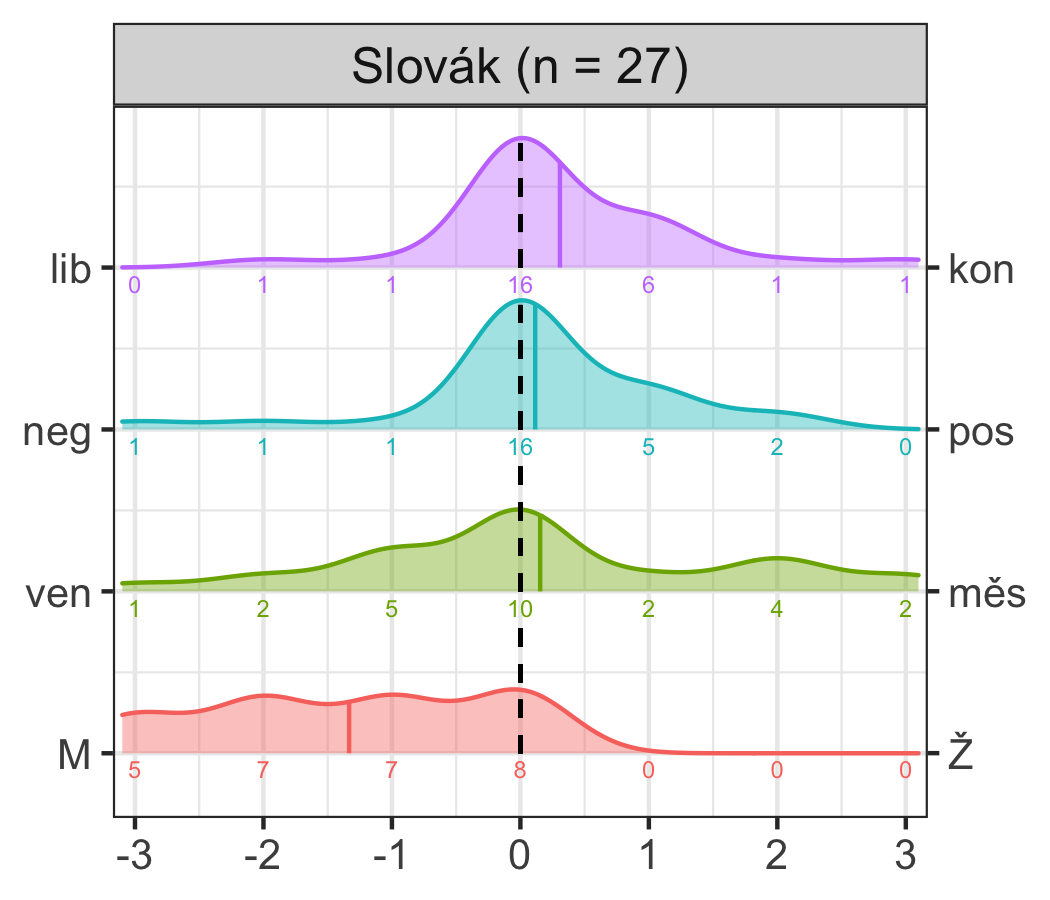 Slovák (n = 27)
lib kon
0 1 1 16 6 1 1
neg pos
1 1 1 16 5 2 0
ven měs
1 2 5 10 2 4 2
M Ž
5 7 7 8 0 0 0
-3 -2 -1 0 1 2 3